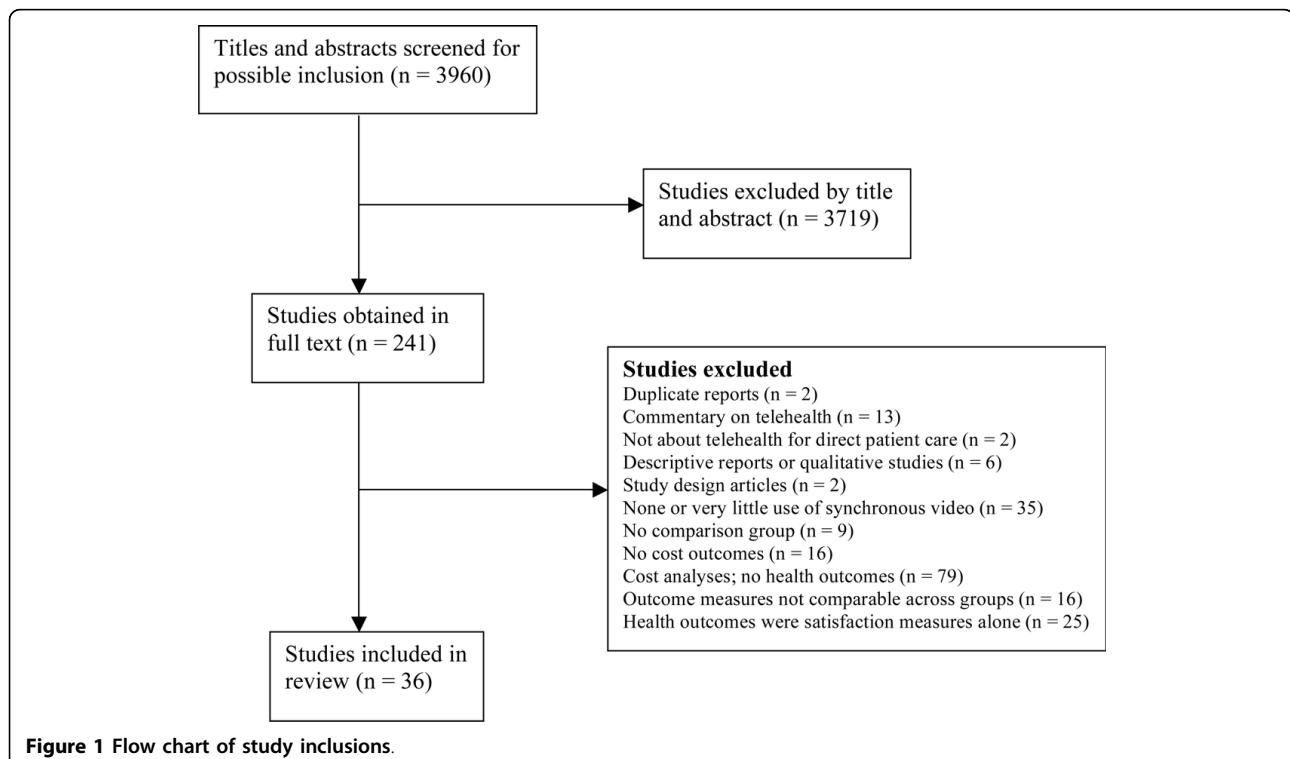 Titles and abstracts screened for
possible inclusion (n = 3960)
Studies excluded by title
and abstract (n = 3719)
Studies obtained in
full text (n = 241)
Studies excluded
Duplicate reports (n = 2)
Commentary on telehealth (n = 13)
Not about telehealth for direct patient care (n = 2)
Descriptive reports or qualitative studies (n = 6)
Study design articles (n = 2)
None or very little use of synchronous video (n = 35)
No comparison group (n = 9)
No cost outcomes (n = 16)
Cost analyses; no health outcomes (n = 79)
Outcome measures not comparable across groups (n = 16)
Health outcomes were satisfaction measures alone (n = 25)
Studies included in
review (n = 36)
Figure 1 Flow chart of study inclusions.